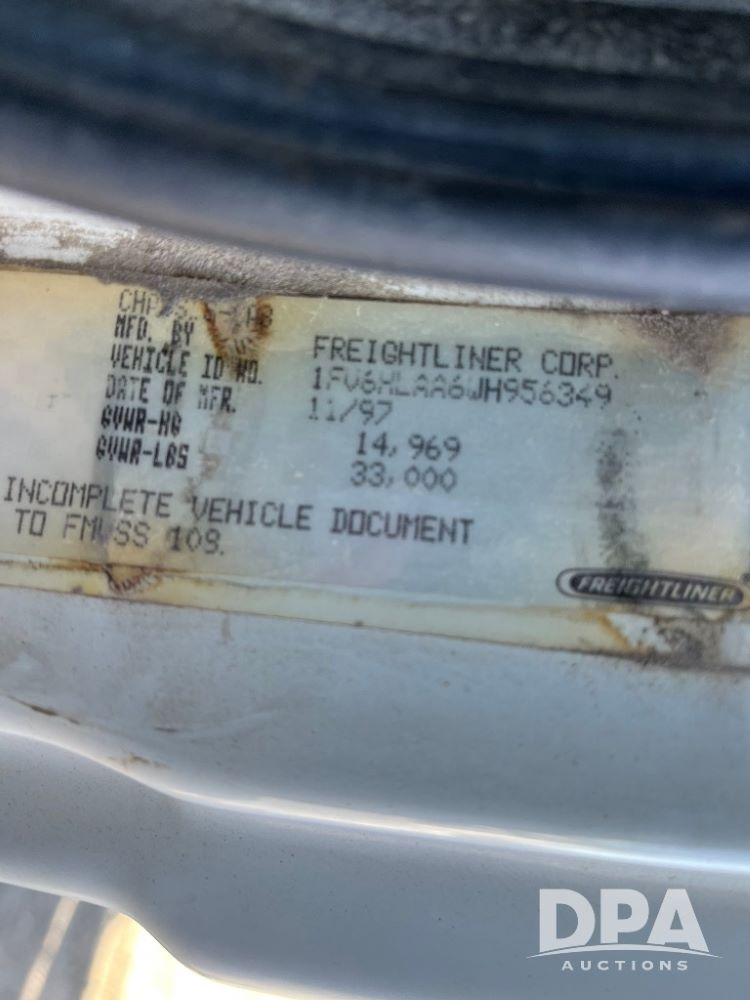 MFD. BY FREIGHTLINER CORP.
VEHICLE ID NO. 1FV6HLAA6WH956349
DATE OF MFR. 11/97
GVWR-KG 14,969
GVWR-LBS 33,000
INCOMPLETE VEHICLE DOCUMENT
TO FMVSS 108.
FREIGHTLINER
DPA
AUCTIONS